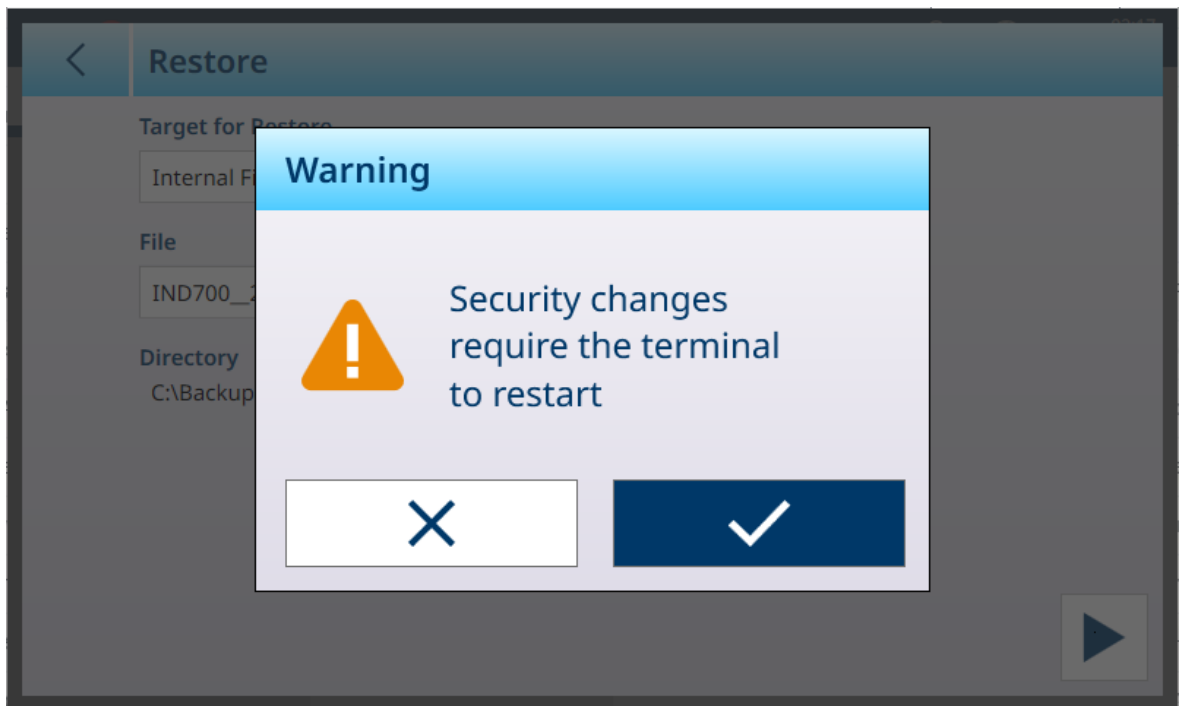 Restore
Target for Restore
Internal Fi
File
IND700__2
Directory
C:\Backup
Warning
Security changes
require the terminal
to restart